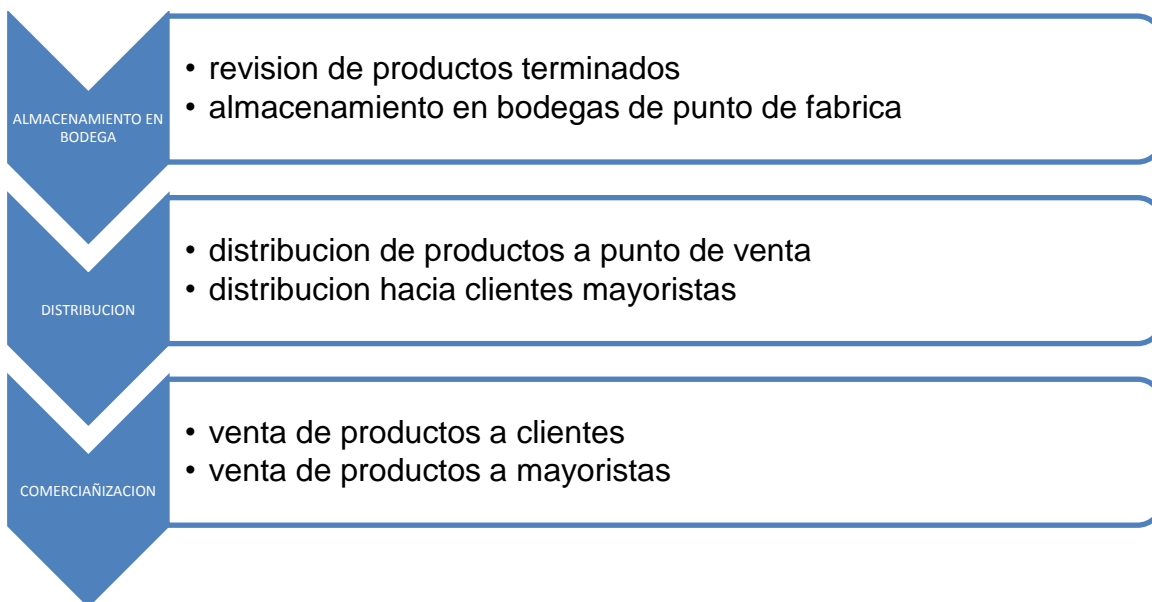 ALMACENAMIENTO EN
BODEGA
• revision de productos terminados
• almacenamiento en bodegas de punto de fabrica
DISTRIBUCION
• distribucion de productos a punto de venta
• distribucion hacia clientes mayoristas
COMERCIAÑIZACION
• venta de productos a clientes
• venta de productos a mayoristas